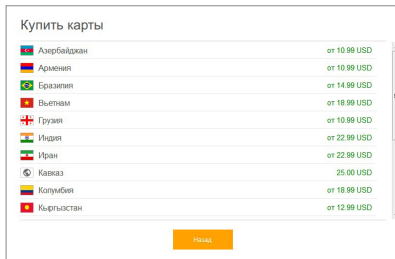 Купить карты
Азербайджан от 10.99 USD
Армения от 10.99 USD
Бразилия от 14.99 USD
Вьетнам от 18.99 USD
Грузия от 10.99 USD
Индия от 22.99 USD
Иран от 22.99 USD
Кавказ 25.00 USD
Колумбия от 18.99 USD
Кыргызстан от 12.99 USD
Назад